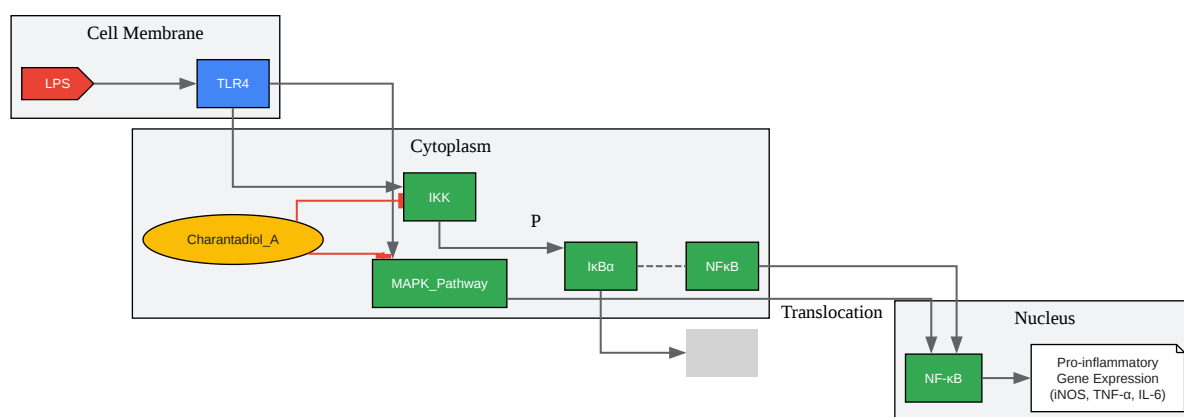 Cell Membrane
LPS
TLR4
Cytoplasm
IKK
P
Charantadiol_A
IκBα
NFκB
MAPK_Pathway
Translocation
Nucleus
NF-κB
Pro-inflammatory
Gene Expression
(iNOS, TNF-α, IL-6)